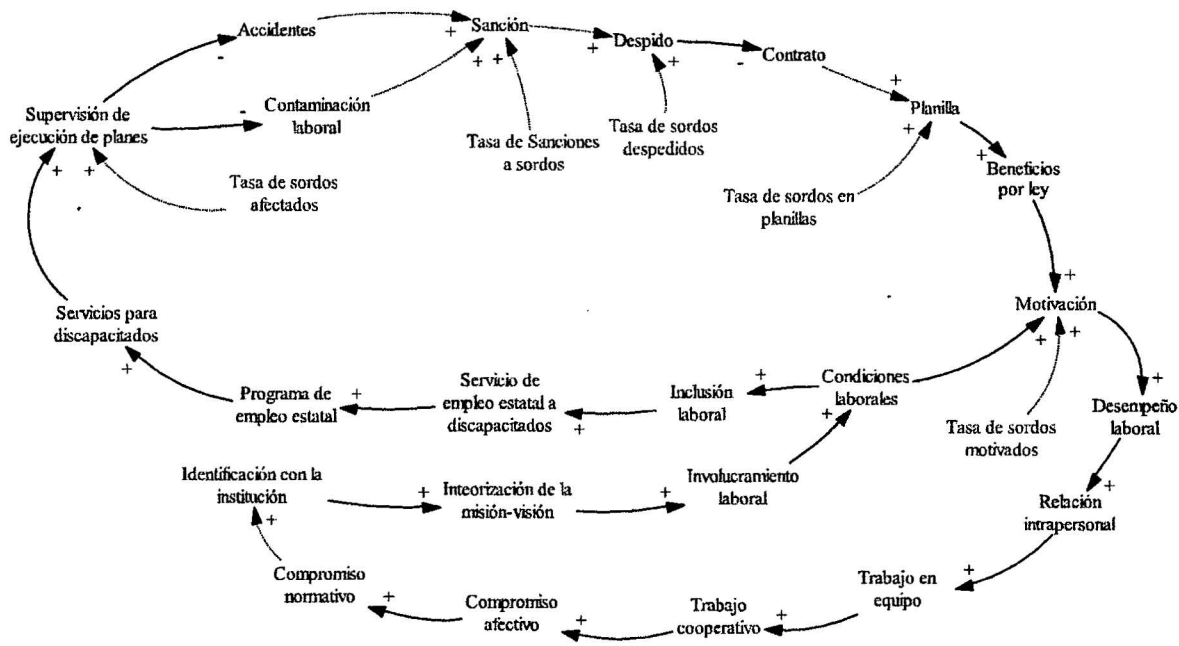 Accidentes
+
Sanción
+
Despido
-
Contrato
+
Planilla
-
+ +
+
-
Contaminación
laboral
Supervisión de
ejecución de planes
Tasa de Sanciones
a sordos
Tasa de sordos
despedidos
+
+
Beneficios
por ley
+ +
Tasa de sordos
afectados
Tasa de sordos en
planillas
+
Motivación
+ +
Servicios para
discapacitados
+
Programa de
empleo estatal
+
Servicio de
empleo estatal a
discapacitados
+
Inclusión
laboral
+
Condiciones
laborales
+
Tasa de sordos
motivados
+
Desempeño
laboral
Identificación con la
institución
+
Inteorización de la
misión-visión
+
Involucramiento
laboral
+
Relación
intrapersonal
+
Compromiso
normativo
+
Compromiso
afectivo
+
Trabajo
cooperativo
+
Trabajo en
equipo
+